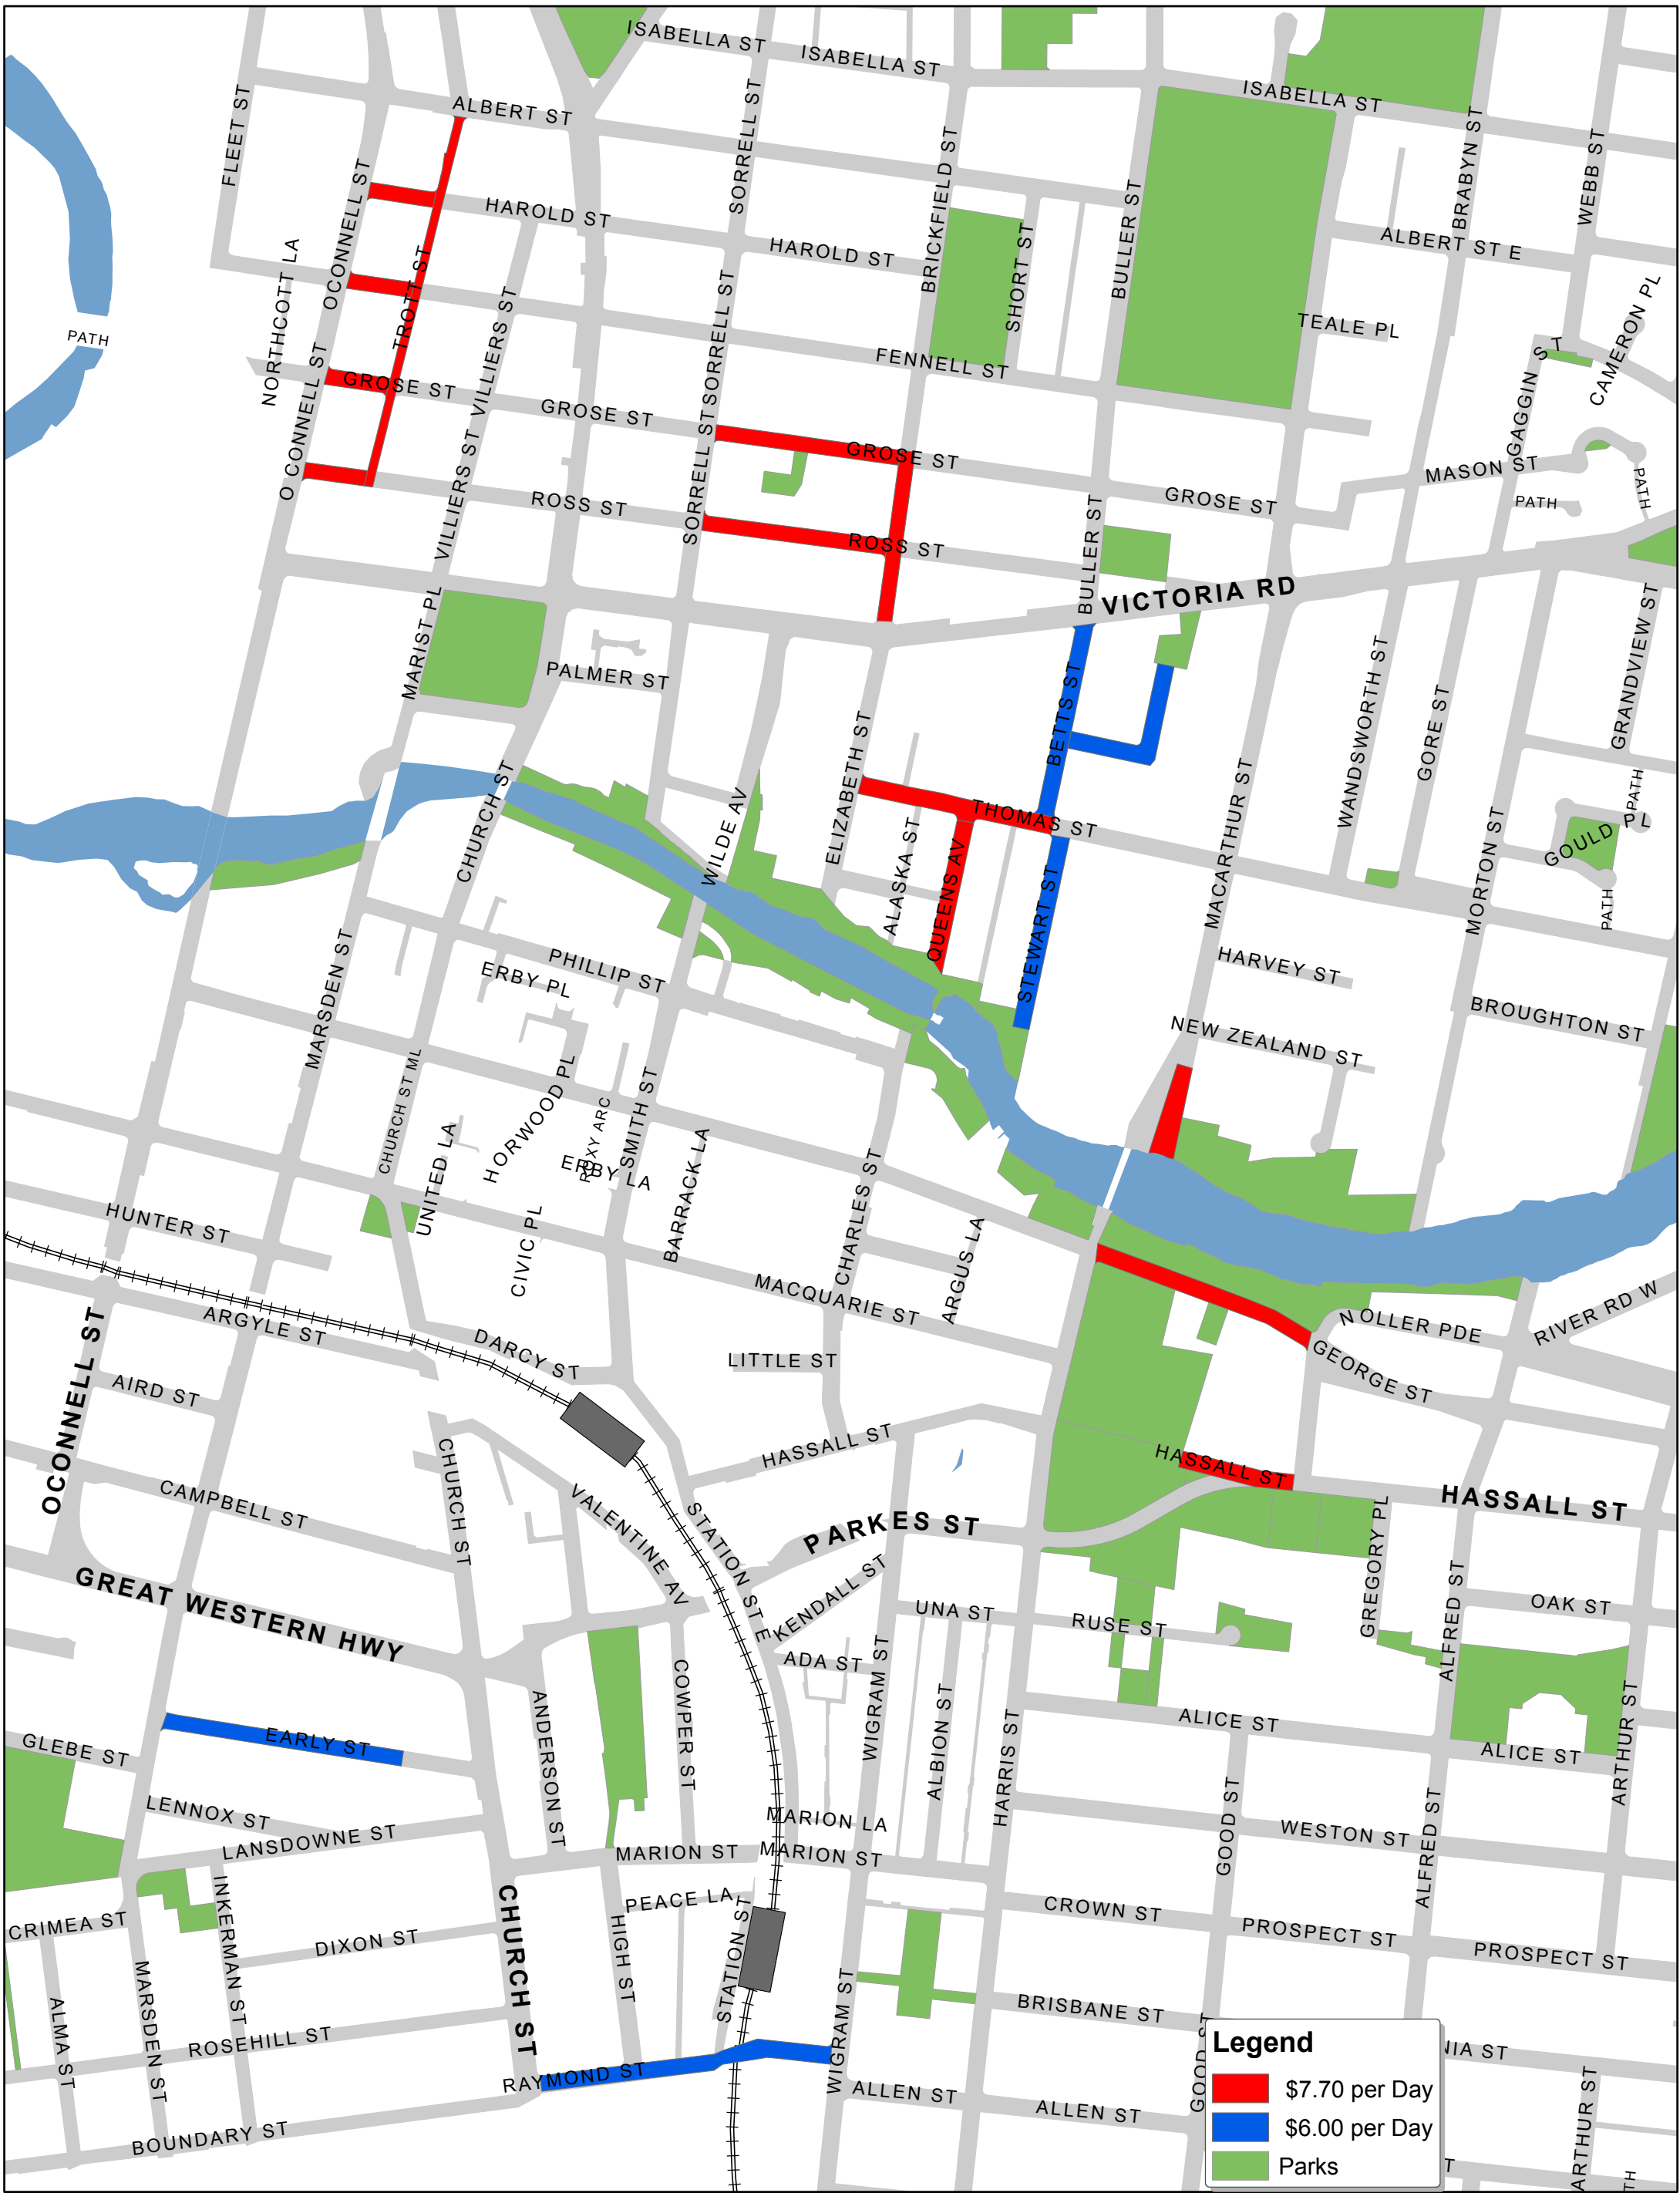 ISABELLA ST
ISABELLA ST
ISABELLA ST
ALBERT ST
FLEET ST
SORRELL ST
BRICKFIELD ST
BRABYN ST
WEBB ST
OCONNELL ST
HAROLD ST
HAROLD ST
BULLER ST
SHORT ST
ALBERT ST E
NORTHCOTT LA
TROTT ST
VILLIERS ST
SORRELL ST
CAMERON PL
TEALE PL
PATH
FENNELL ST
GAGGIN ST
O CONNELL ST
GROSE ST
GROSE ST
GROSE ST
GROSE ST
MASON ST
PATH
PATH
VILLIERS ST
SORRELL ST
ROSS ST
ROSS ST
BULLER ST
VICTORIA RD
MARIST PL
PALMER ST
BETTS ST
WANDSWORTH ST
GORE ST
GRANDVIEW ST
PATH
CHURCH ST
WILDE AV
ELIZABETH ST
THOMAS ST
ALASKA ST
QUEENS AV
STEWART ST
MACARTHUR ST
MORTON ST
GOULD PL
PATH
MARSDEN ST
PHILLIP ST
ERBY PL
HARVEY ST
BROUGHTON ST
NEW ZEALAND ST
CHURCH ST ML
UNITED LA
HORWOOD PL
ROXY ARC
ERBY LA
SMITH ST
BARRACK LA
CHARLES ST
ARGUS LA
HUNTER ST
CIVIC PL
MACQUARIE ST
OCONNELL ST
ARGYLE ST
DARCY ST
LITTLE ST
NOLLER PDE
RIVER RD W
GEORGE ST
AIRD ST
HASSALL ST
HASSALL ST
HASSALL ST
CAMPBELL ST
CHURCH ST
VALENTINE AV
STATION ST E
PARKES ST
KENDALL ST
GREGORY PL
GREAT WESTERN HWY
UNA ST
RUSE ST
ALFRED ST
OAK ST
ADA ST
WIGRAM ST
COWPER ST
ANDERSON ST
ALBION ST
HARRIS ST
ALICE ST
ALICE ST
ARTHUR ST
EARLY ST
GLEBE ST
LENNOX ST
LANSDOWNE ST
MARION LA
MARION ST
MARION ST
GOOD ST
WESTON ST
ALFRED ST
CRIMEA ST
INKERMAN ST
DIXON ST
CHURCH ST
PEACE LA
HIGH ST
STATION ST
CROWN ST
PROSPECT ST
PROSPECT ST
ALMA ST
MARSDEN ST
ROSEHILL ST
RAYMOND ST
WIGRAM ST
BRISBANE ST
GOOD ST
NIA ST
ALLEN ST
ALLEN ST
ARTHUR ST
BOUNDARY ST
T
TH
Legend
$7.70 per Day
$6.00 per Day
Parks